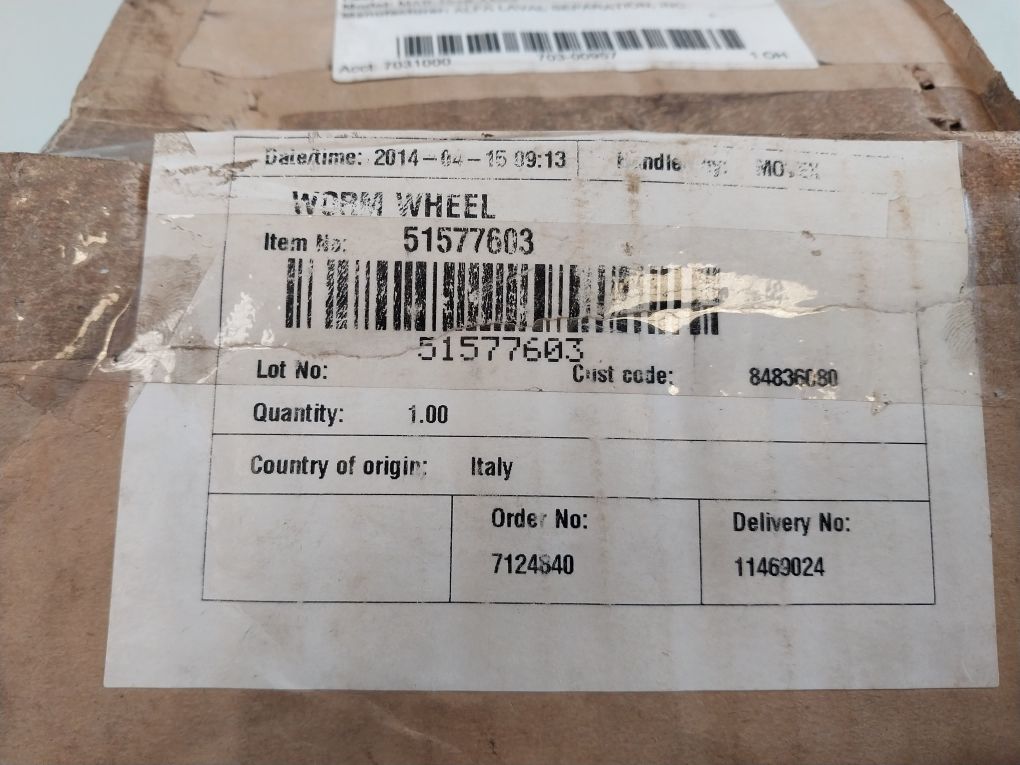 Manufacturer: ALFA LAVAL SEPARATION, INC
Acct: 7031000 703-00957 1 OH
Date/time: 2014-04-15 09:13
WORM WHEEL
Item No: 51577603
51577603
Lot No: Cust code: 84836080
Quantity: 1.00
Country of origin: Italy
Order No: Delivery No:
7124840 11469024